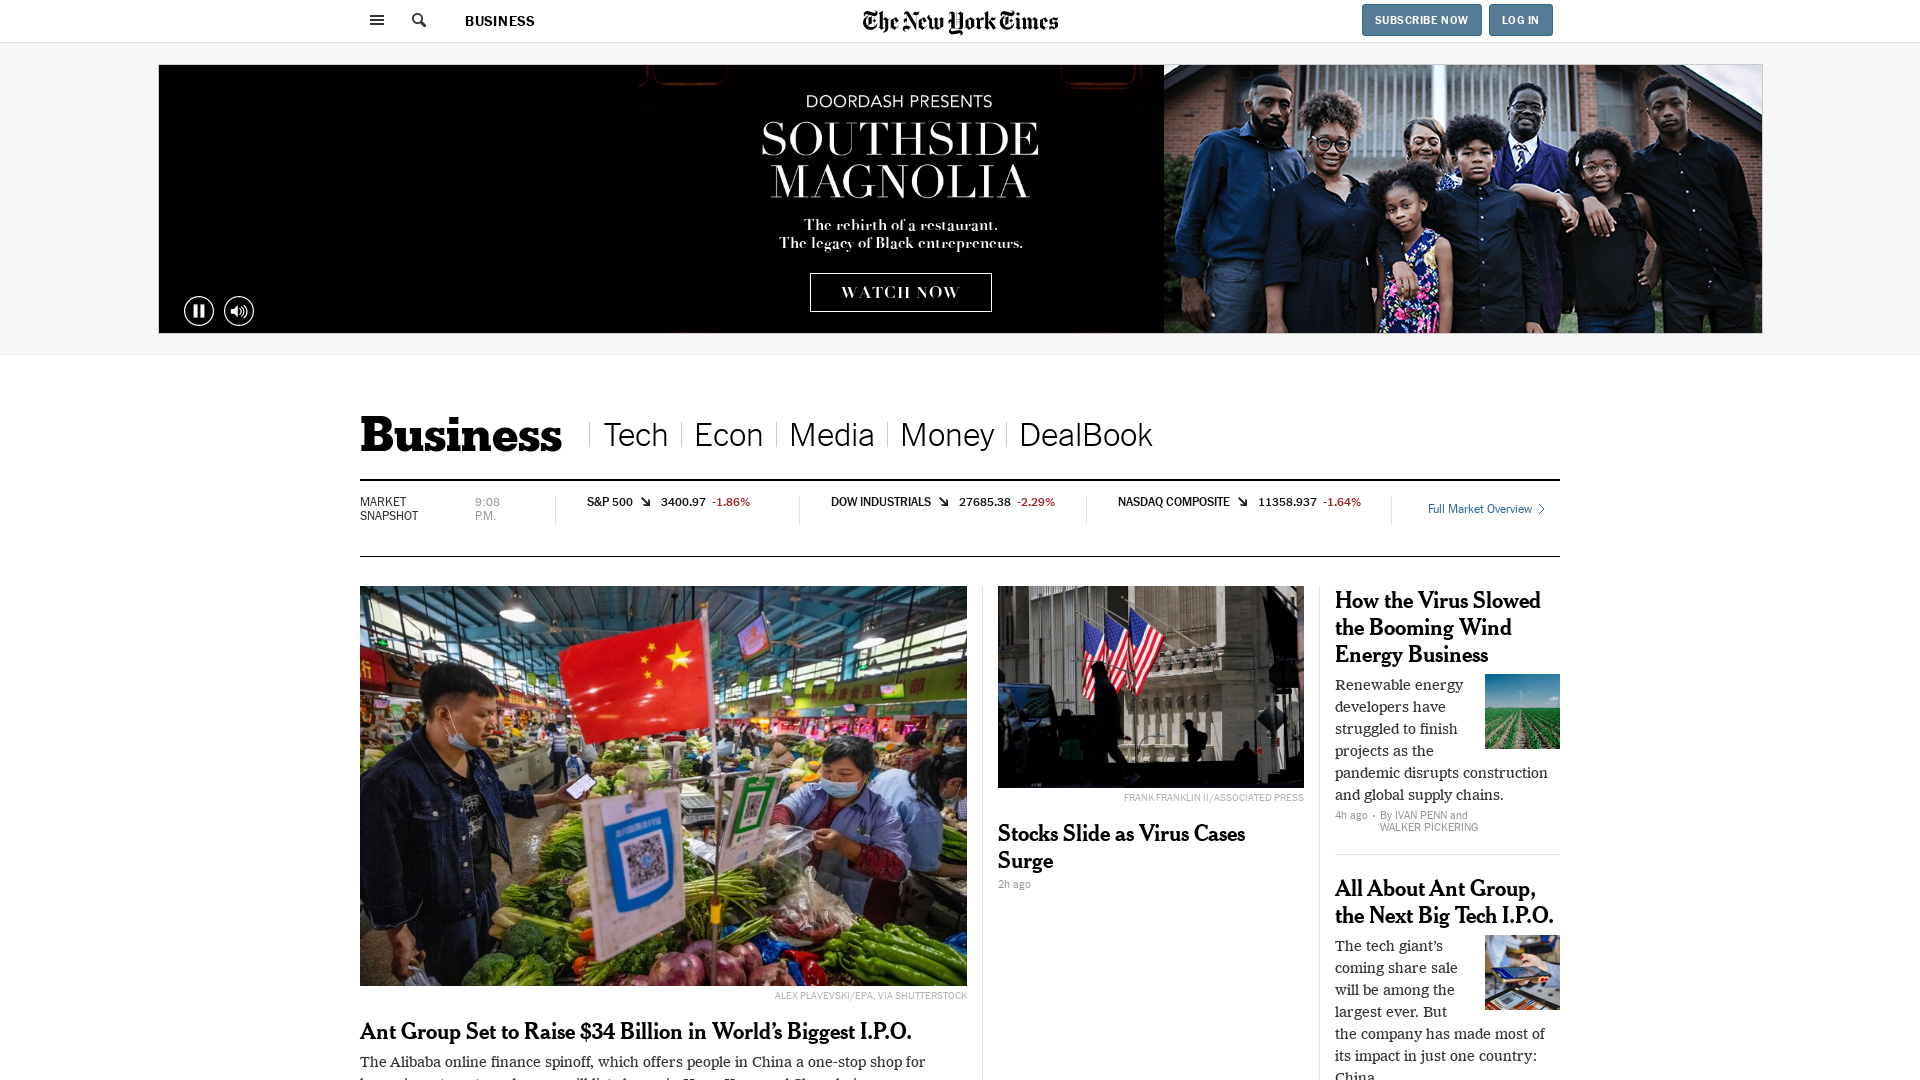 BUSINESS
The New York Times
SUBSCRIBE NOW
LOG IN
DOORDASH PRESENTS
SOUTHSIDE
MAGNOLIA
The rebirth of a restaurant.
The legacy of Black entrepreneurs.
WATCH NOW
Business
Tech
Econ
Media
Money
DealBook
MARKET
SNAPSHOT
9:08
P.M.
S&P 500 3400.97 -1.86%
DOW INDUSTRIALS 27685.38 -2.29%
NASDAQ COMPOSITE 11358.937 -1.64%
Full Market Overview
ALEX PLAVEVSKI/EPA, VIA SHUTTERSTOCK
Ant Group Set to Raise $34 Billion in World’s Biggest I.P.O.
The Alibaba online finance spinoff, which offers people in China a one-stop shop for
FRANK FRANKLIN II/ASSOCIATED PRESS
Stocks Slide as Virus Cases
Surge
2h ago
How the Virus Slowed
the Booming Wind
Energy Business
Renewable energy
developers have
struggled to finish
projects as the
pandemic disrupts construction
and global supply chains.
4h ago • By IVAN PENN and
WALKER PICKERING
All About Ant Group,
the Next Big Tech I.P.O.
The tech giant’s
coming share sale
will be among the
largest ever. But
the company has made most of
its impact in just one country:
China.